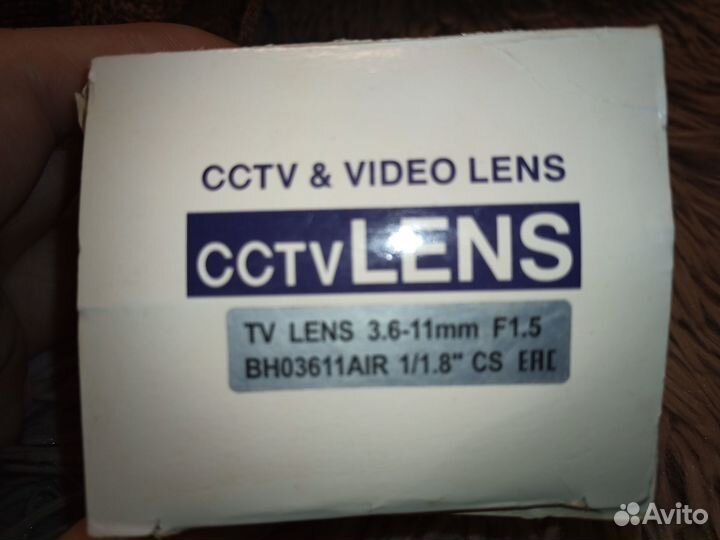 CCTV & VIDEO LENS
CCTVLENS
TV LENS 3.6-11mm F1.5
BH03611AIR 1/1.8" CS EAC
Avito